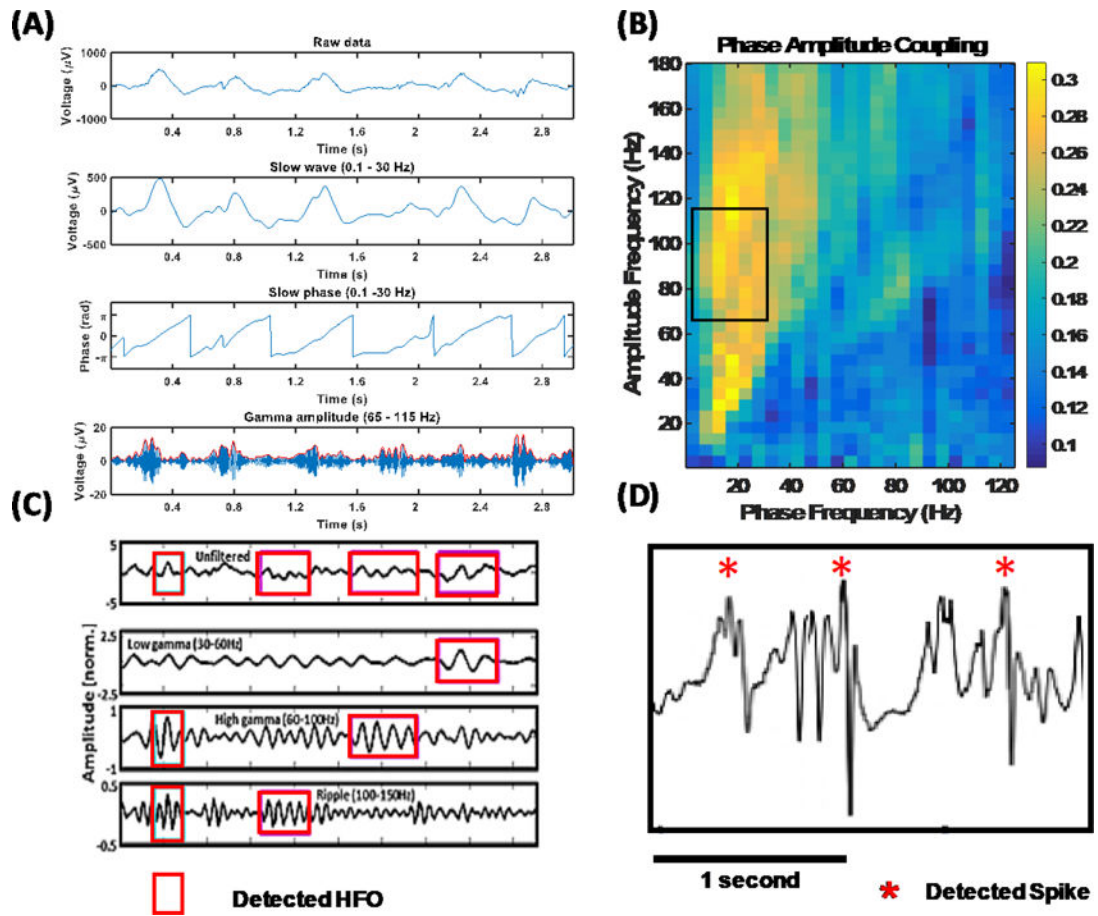 (A)
Raw data
Voltage (µV)
1000
0
-1000
0.4 0.8 1.2 1.6 2 2.4 2.8
Time (s)
Slow wave (0.1 - 30 Hz)
Voltage (µV)
500
0
-500
0.4 0.8 1.2 1.6 2 2.4 2.8
Time (s)
Slow phase (0.1 -30 Hz)
Phase (rad)
π
0
-π
0.4 0.8 1.2 1.6 2 2.4 2.8
Time (s)
Gamma amplitude (65 - 115 Hz)
Voltage (µV)
20
0
-20
0.4 0.8 1.2 1.6 2 2.4 2.8
Time (s)
(B)
Phase Amplitude Coupling
Amplitude Frequency (Hz)
180
160
140
120
100
80
60
40
20
20 40 60 80 100 120
Phase Frequency (Hz)
0.3
0.28
0.26
0.24
0.22
0.2
0.18
0.16
0.14
0.12
0.1
(C)
Amplitude [norm.]
5
Unfiltered
-5
2.5
Low gamma (30-60Hz)
-2.5
1
High gamma (60-100Hz)
-1
0.5
Ripple (100-150Hz)
-0.5
Detected HFO
(D)
* * *
1 second
* Detected Spike